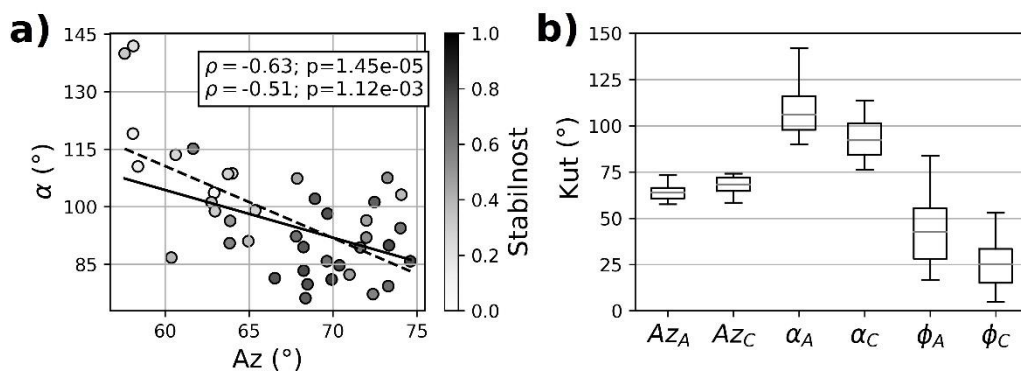 a)
145
130
115
100
85
α (°)
60 65 70 75
Az (°)
ρ = -0.63; p=1.45e-05
ρ = -0.51; p=1.12e-03
1.0
0.8
0.6
0.4
0.2
0.0
Stabilnost
b)
150
125
100
75
50
25
0
Kut (°)
Az_A Az_C α_A α_C ϕ_A ϕ_C